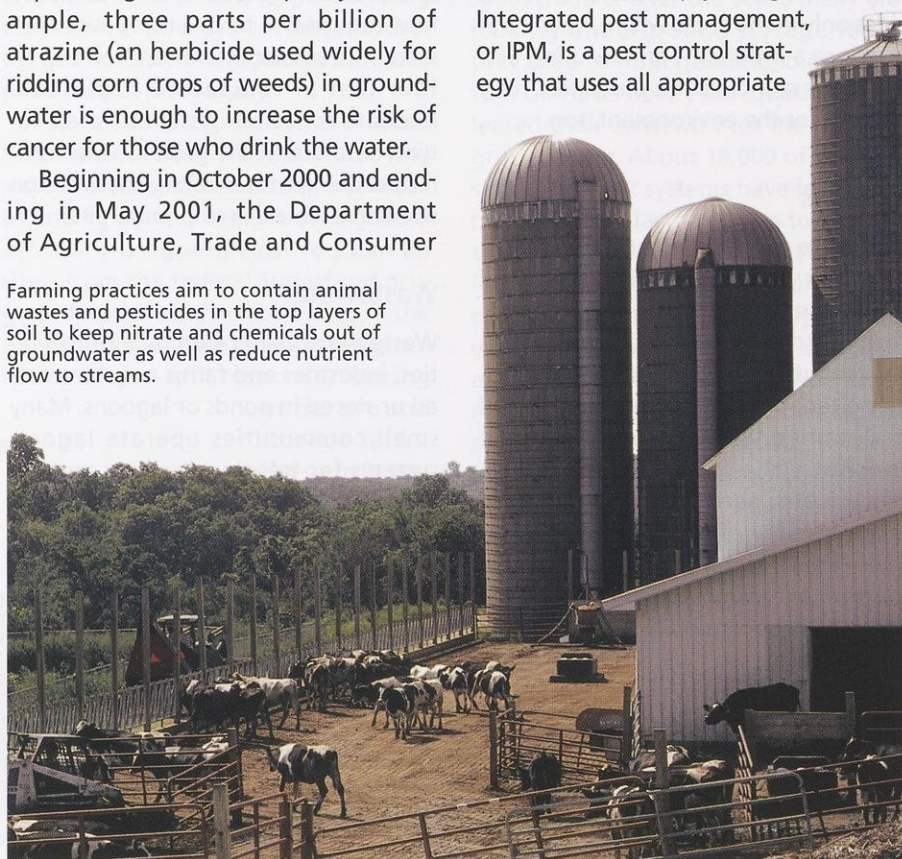 ample, three parts per billion of
atrazine (an herbicide used widely for
ridding corn crops of weeds) in ground-
water is enough to increase the risk of
cancer for those who drink the water.
Beginning in October 2000 and end-
ing in May 2001, the Department
of Agriculture, Trade and Consumer
Farming practices aim to contain animal
wastes and pesticides in the top layers of
soil to keep nitrate and chemicals out of
groundwater as well as reduce nutrient
flow to streams.
Integrated pest management,
or IPM, is a pest control strat-
egy that uses all appropriate